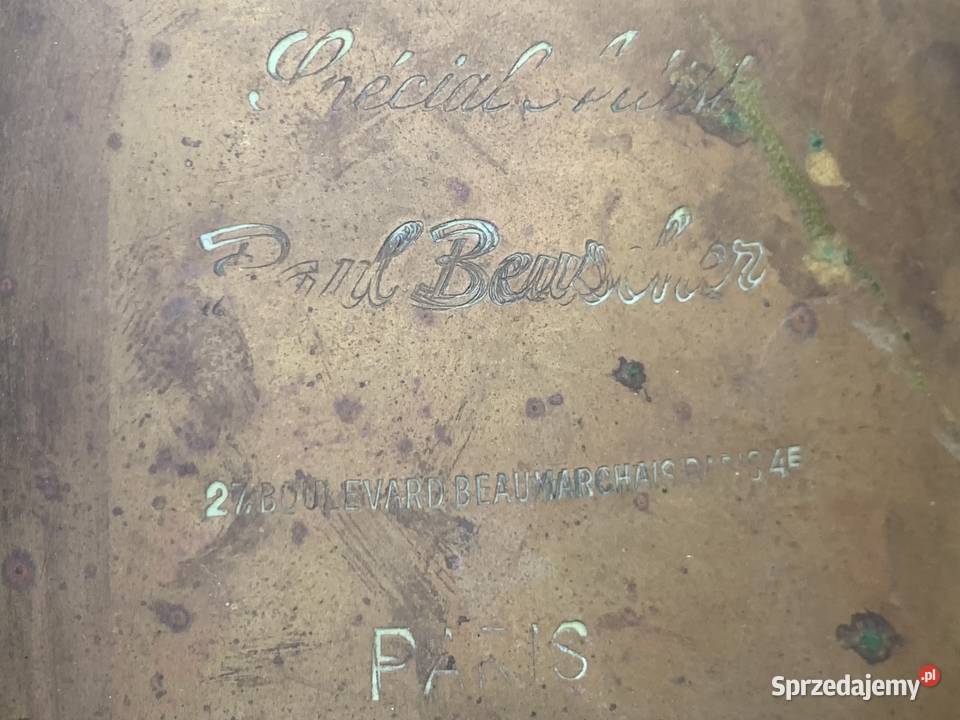 Spécial
Paul Beuscher
27, BOULEVARD BEAUMARCHAIS PARIS 4E
PARIS
Sprzedajemy.pl